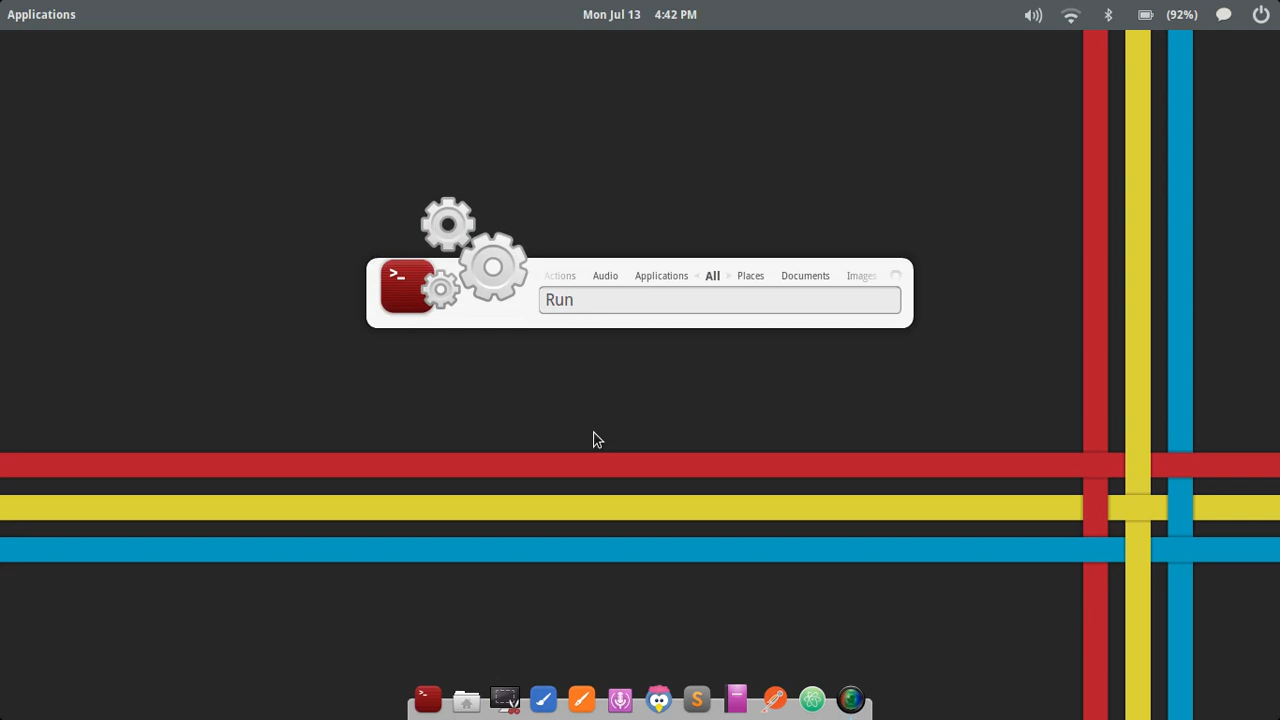 Applications
Mon Jul 13 4:42 PM
(92%)
Actions Audio Applications All Places Documents Images
>_
Run
>_
S